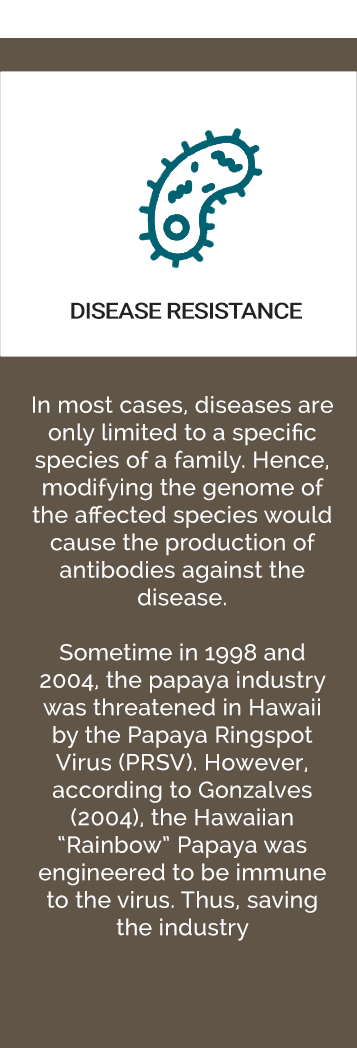 DISEASE RESISTANCE
In most cases, diseases are
only limited to a specific
species of a family. Hence,
modifying the genome of
the affected species would
cause the production of
antibodies against the
disease.
Sometime in 1998 and
2004, the papaya industry
was threatened in Hawaii
by the Papaya Ringspot
Virus (PRSV). However,
according to Gonzalves
(2004), the Hawaiian
“Rainbow” Papaya was
engineered to be immune
to the virus. Thus, saving
the industry